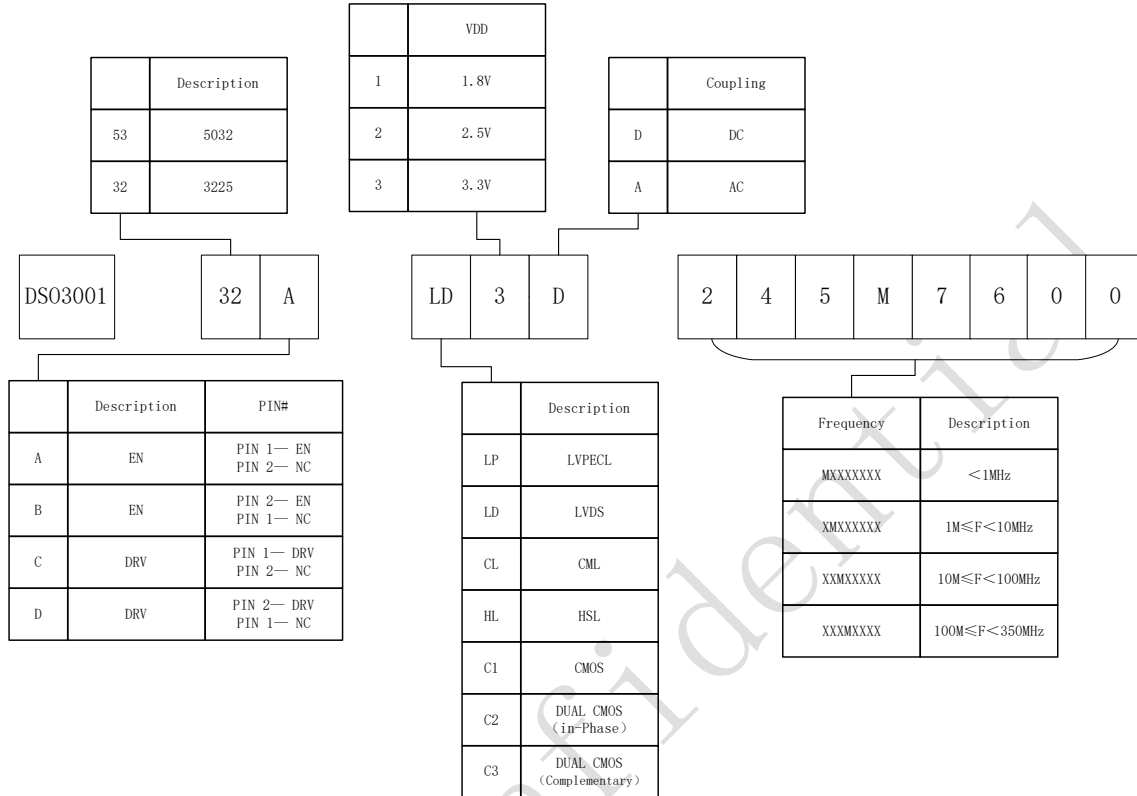 VDD
1 1.8V
2 2.5V
3 3.3V
Description
53 5032
32 3225
Coupling
D DC
A AC
DSO3001 32 A LD 3 D 2 4 5 M 7 6 0 0
Description PIN#
A EN PIN 1— EN
PIN 2— NC
B EN PIN 2— EN
PIN 1— NC
C DRV PIN 1— DRV
PIN 2— NC
D DRV PIN 2— DRV
PIN 1— NC
Description
LP LVPECL
LD LVDS
CL CML
HL HSL
C1 CMOS
C2 DUAL CMOS
(in-Phase)
C3 DUAL CMOS
(Complementary)
Frequency Description
MXXXXXXX <1MHz
XMXXXXXX 1M≤F<10MHz
XXMXXXXX 10M≤F<100MHz
XXXMXXXX 100M≤F<350MHz
fidential